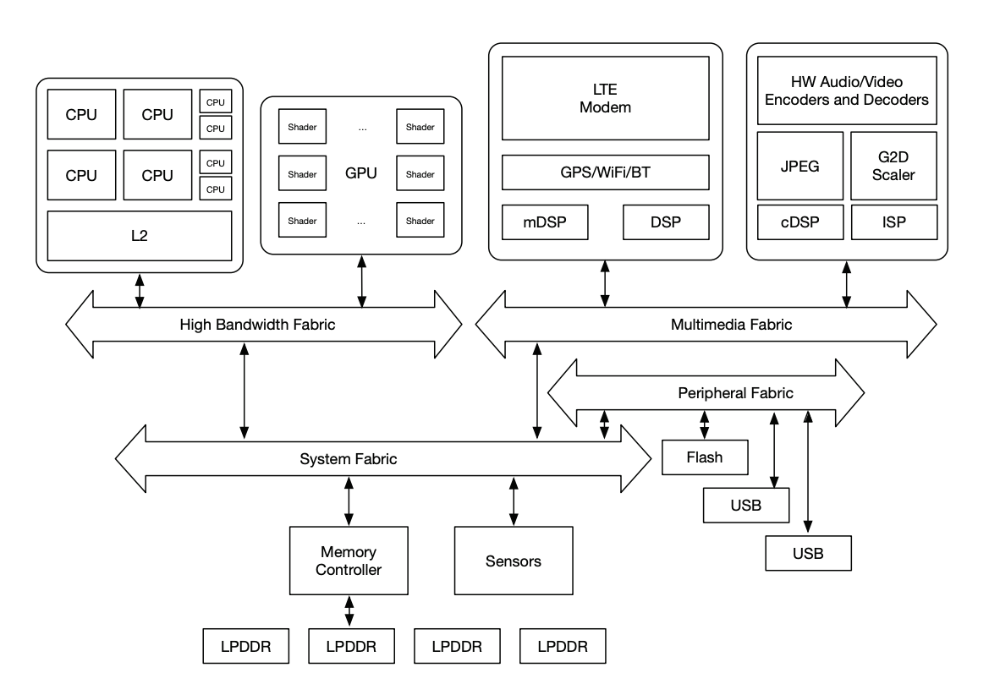 CPU
CPU
CPU
CPU
CPU
CPU
CPU
CPU
L2
Shader
...
Shader
Shader
GPU
Shader
Shader
...
Shader
LTE
Modem
GPS/WiFi/BT
mDSP
DSP
HW Audio/Video
Encoders and Decoders
JPEG
G2D
Scaler
cDSP
ISP
High Bandwidth Fabric
Multimedia Fabric
Peripheral Fabric
System Fabric
Flash
USB
USB
Memory
Controller
Sensors
LPDDR
LPDDR
LPDDR
LPDDR